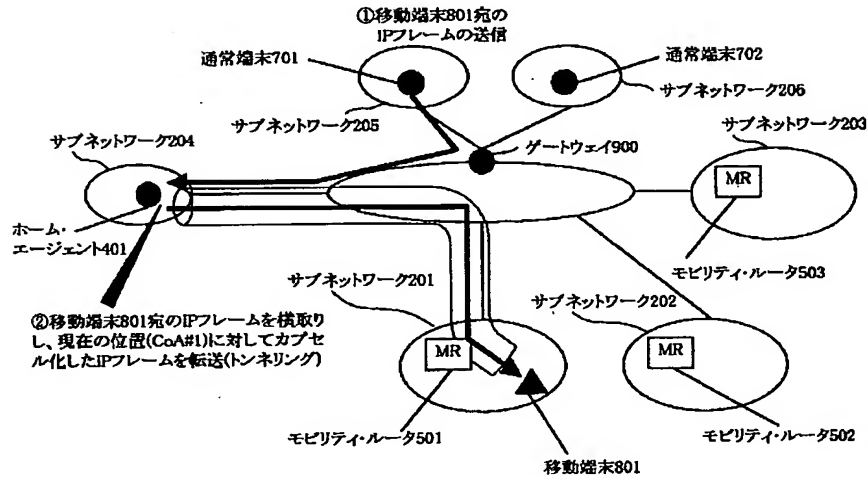 ①移動端末801宛の
IPフレームの送信
通常端末701
通常端末702
サブネットワーク205
サブネットワーク206
サブネットワーク204
ゲートウェイ900
サブネットワーク203
MR
ホーム・
エージェント401
モビリティ・ルータ503
サブネットワーク201
サブネットワーク202
②移動端末801宛のIPフレームを横取り
し、現在の位置(CoA#1)に対してカプセ
ル化したIPフレームを転送(トンネリング)
MR
MR
モビリティ・ルータ501
モビリティ・ルータ502
移動端末801